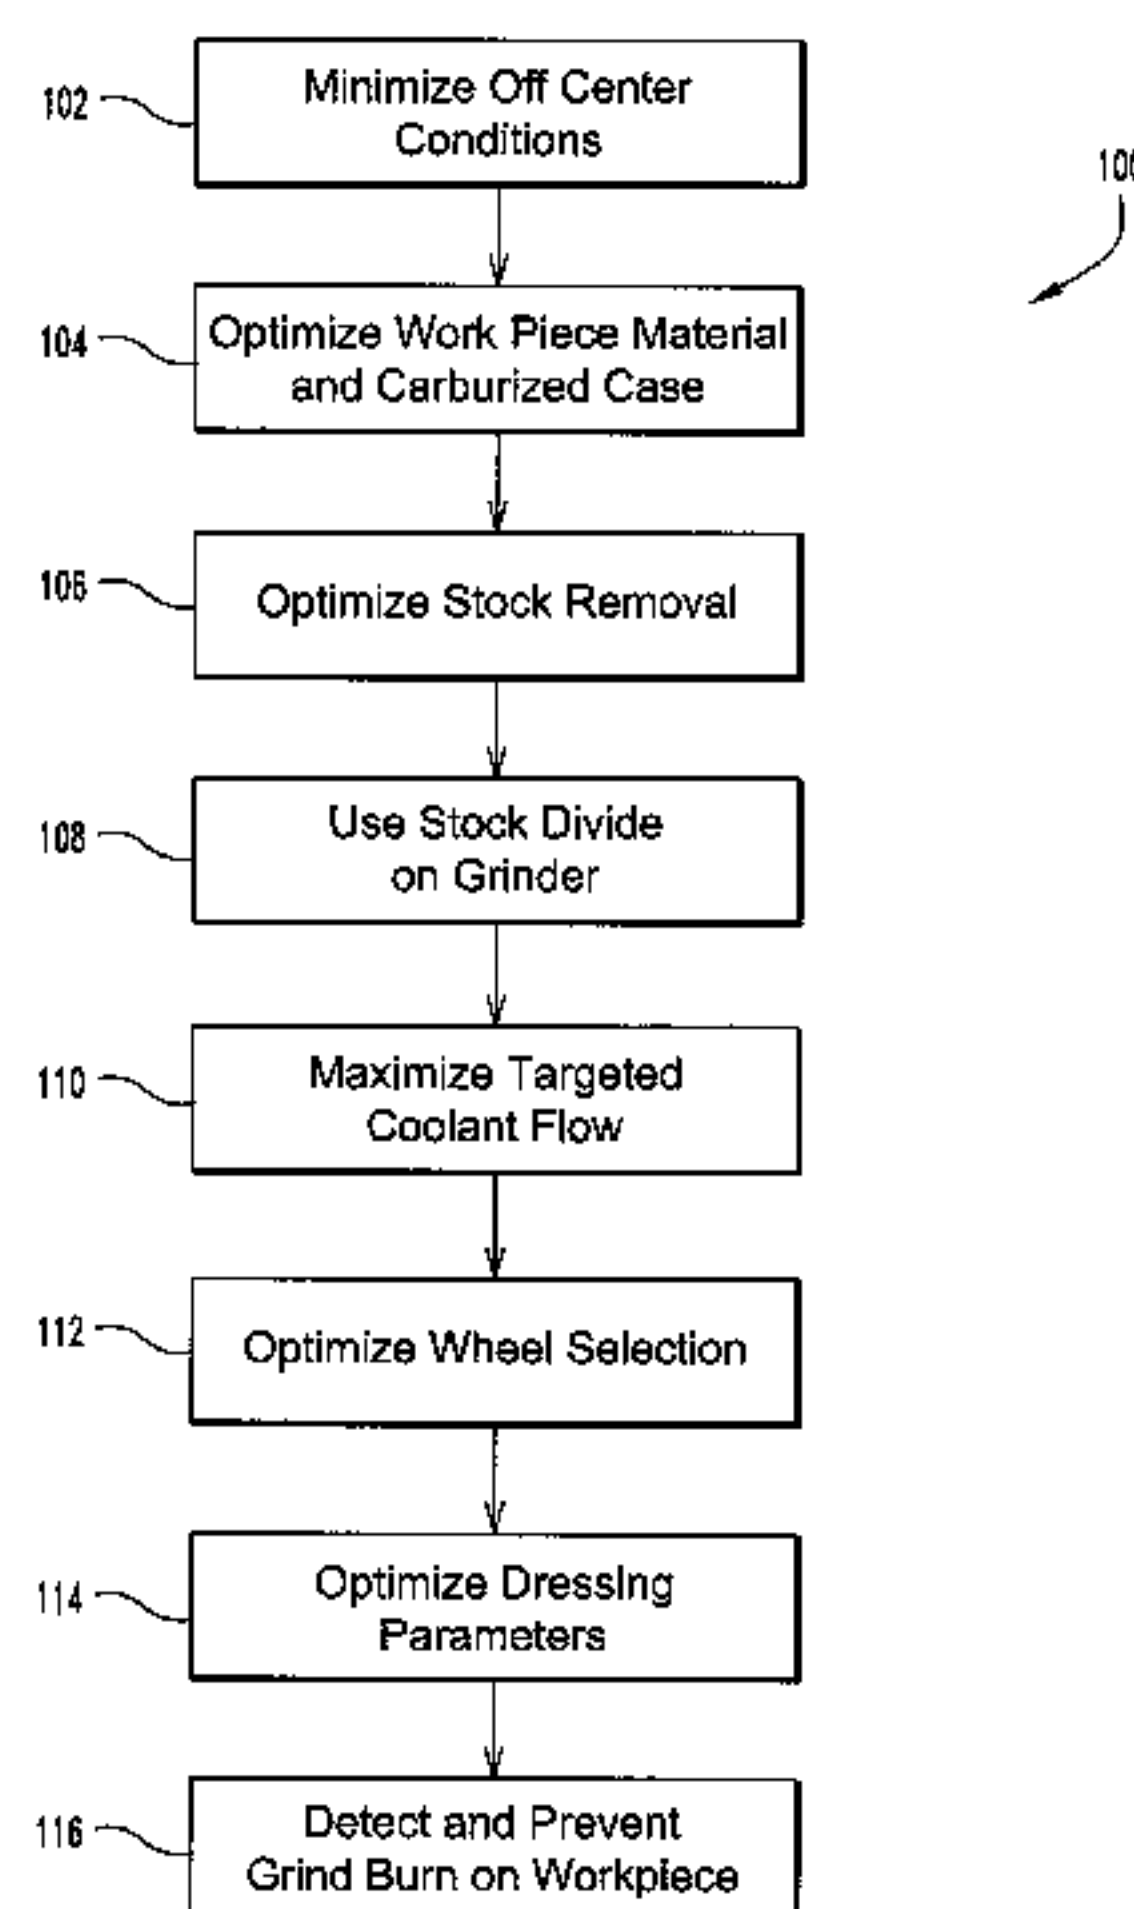 102
Minimize Off Center
Conditions
100
104
Optimize Work Piece Material
and Carburized Case
106
Optimize Stock Removal
108
Use Stock Divide
on Grinder
110
Maximize Targeted
Coolant Flow
112
Optimize Wheel Selection
114
Optimize Dressing
Parameters
116
Detect and Prevent
Grind Burn on Workpiece